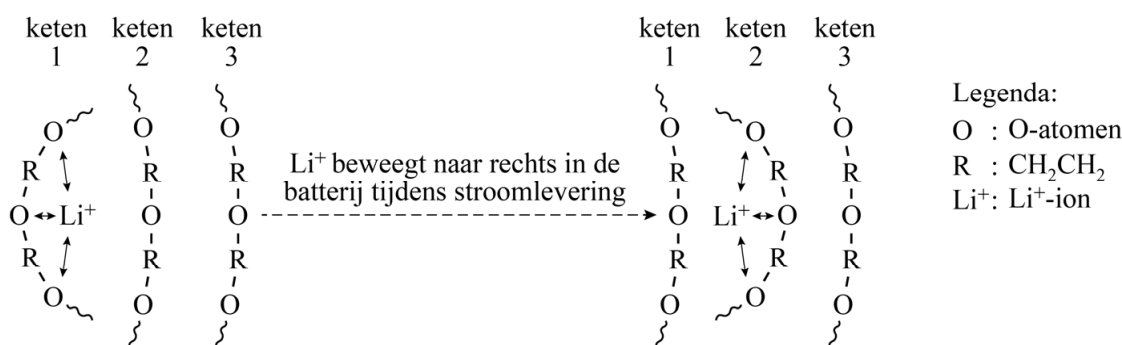 keten keten keten
1 2 3
O O O
R R R
O Li⁺ O O
R R R
O O O
Li⁺ beweegt naar rechts in de
batterij tijdens stroomlevering
keten keten keten
1 2 3
O O O
R R R
O Li⁺ O O
R R R
O O O
Legenda:
O : O-atomen
R : CH₂CH₂
Li⁺: Li⁺-ion